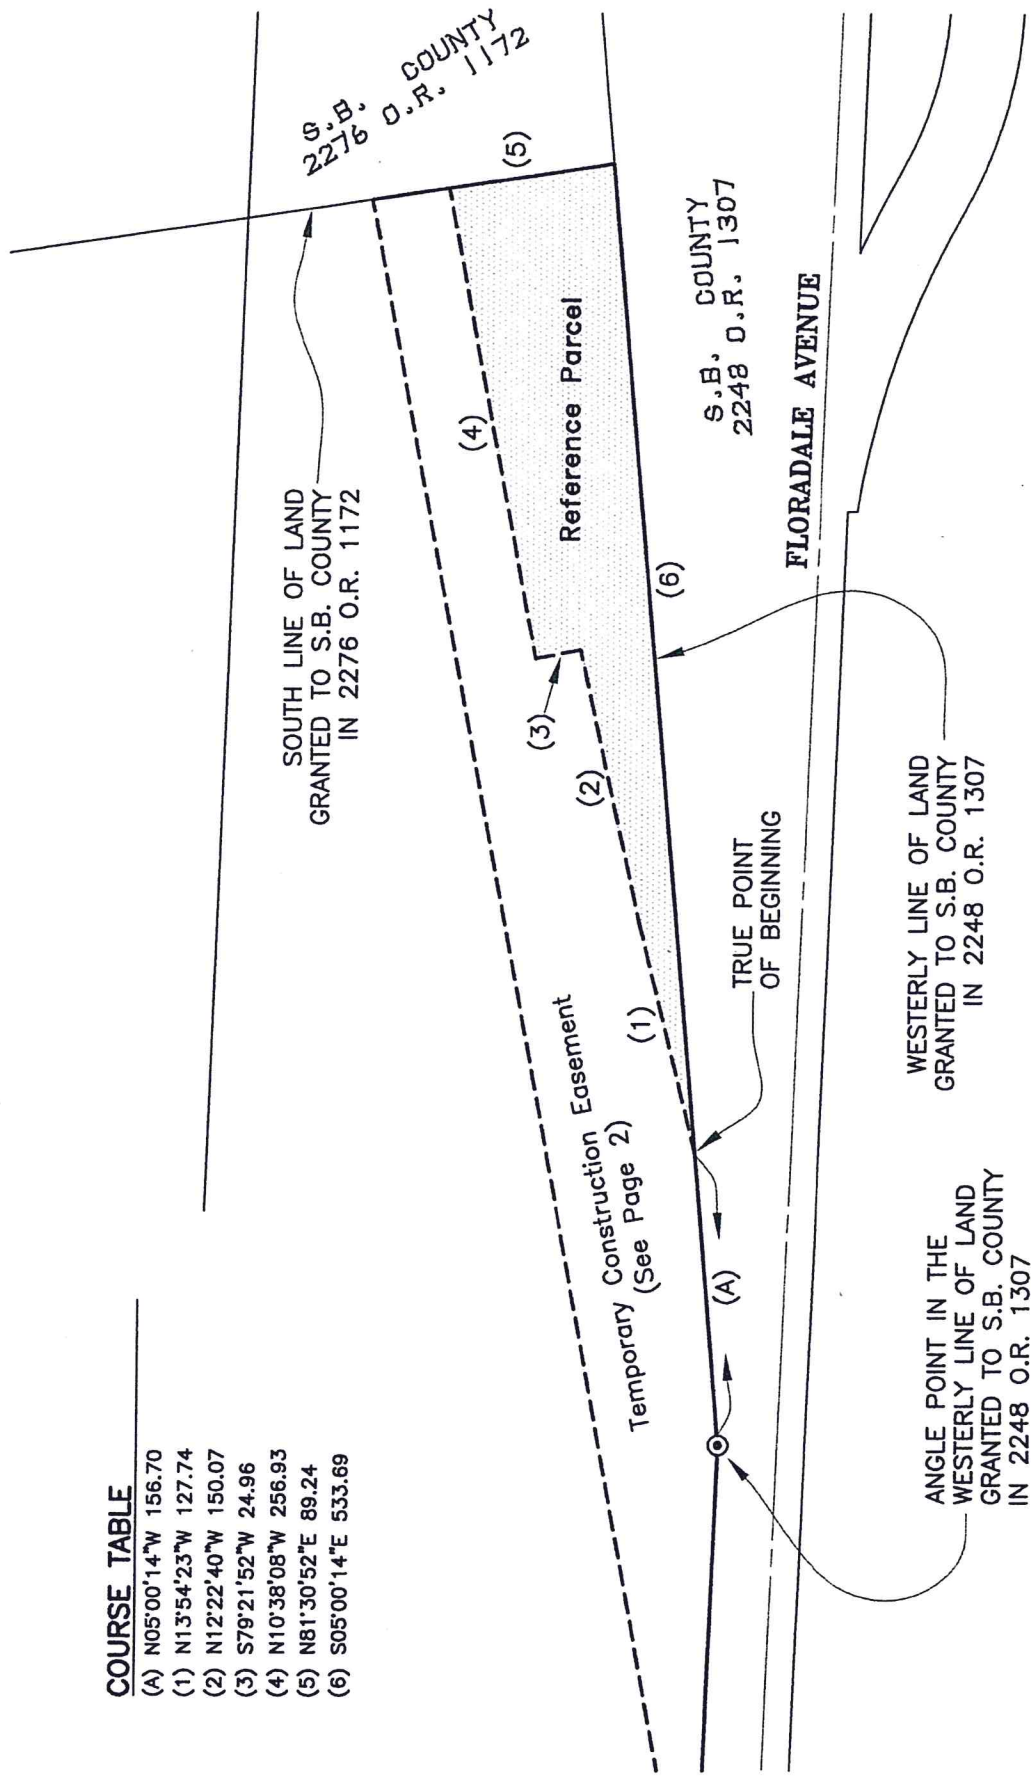 COURSE TABLE
(A) N05°00'14"W 156.70
(1) N13°54'23"W 127.74
(2) N12°22'40"W 150.07
(3) S79°21'52"W 24.96
(4) N10°38'08"W 256.93
(5) N81°30'52"E 89.24
(6) S05°00'14"E 533.69
SOUTH LINE OF LAND
GRANTED TO S.B. COUNTY
IN 2276 O.R. 1172
S.B. COUNTY
2276 O.R. 1172
(5)
(4)
Reference Parcel
(3)
(2)
(6)
(1)
S.B. COUNTY
2248 O.R. 1307
FLORADALE AVENUE
Temporary Construction Easement
(See Page 2)
TRUE POINT
OF BEGINNING
(A)
WESTERLY LINE OF LAND
GRANTED TO S.B. COUNTY
IN 2248 O.R. 1307
ANGLE POINT IN THE
WESTERLY LINE OF LAND
GRANTED TO S.B. COUNTY
IN 2248 O.R. 1307